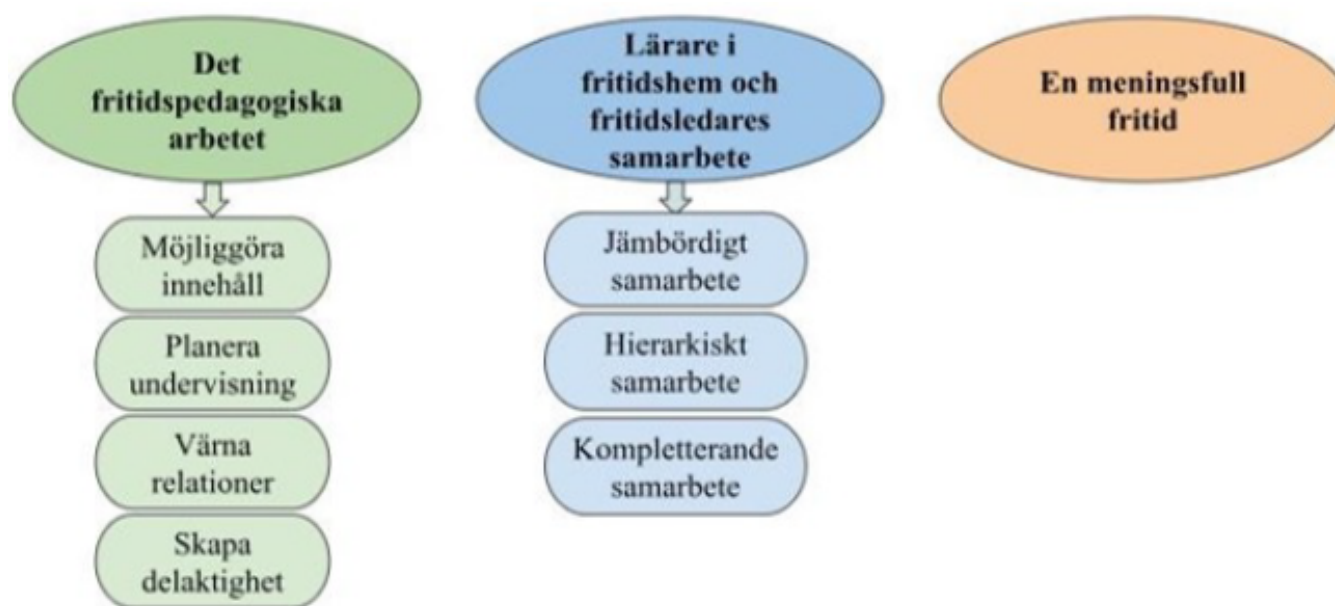 Det
fritidspedagogiska
arbetet
Möjliggöra
innehåll
Planera
undervisning
Värna
relationer
Skapa
delaktighet
Lärare i
fritidshem och
fritidsledares
samarbete
Jämbördigt
samarbete
Hierarkiskt
samarbete
Kompletterande
samarbete
En meningsfull
fritid